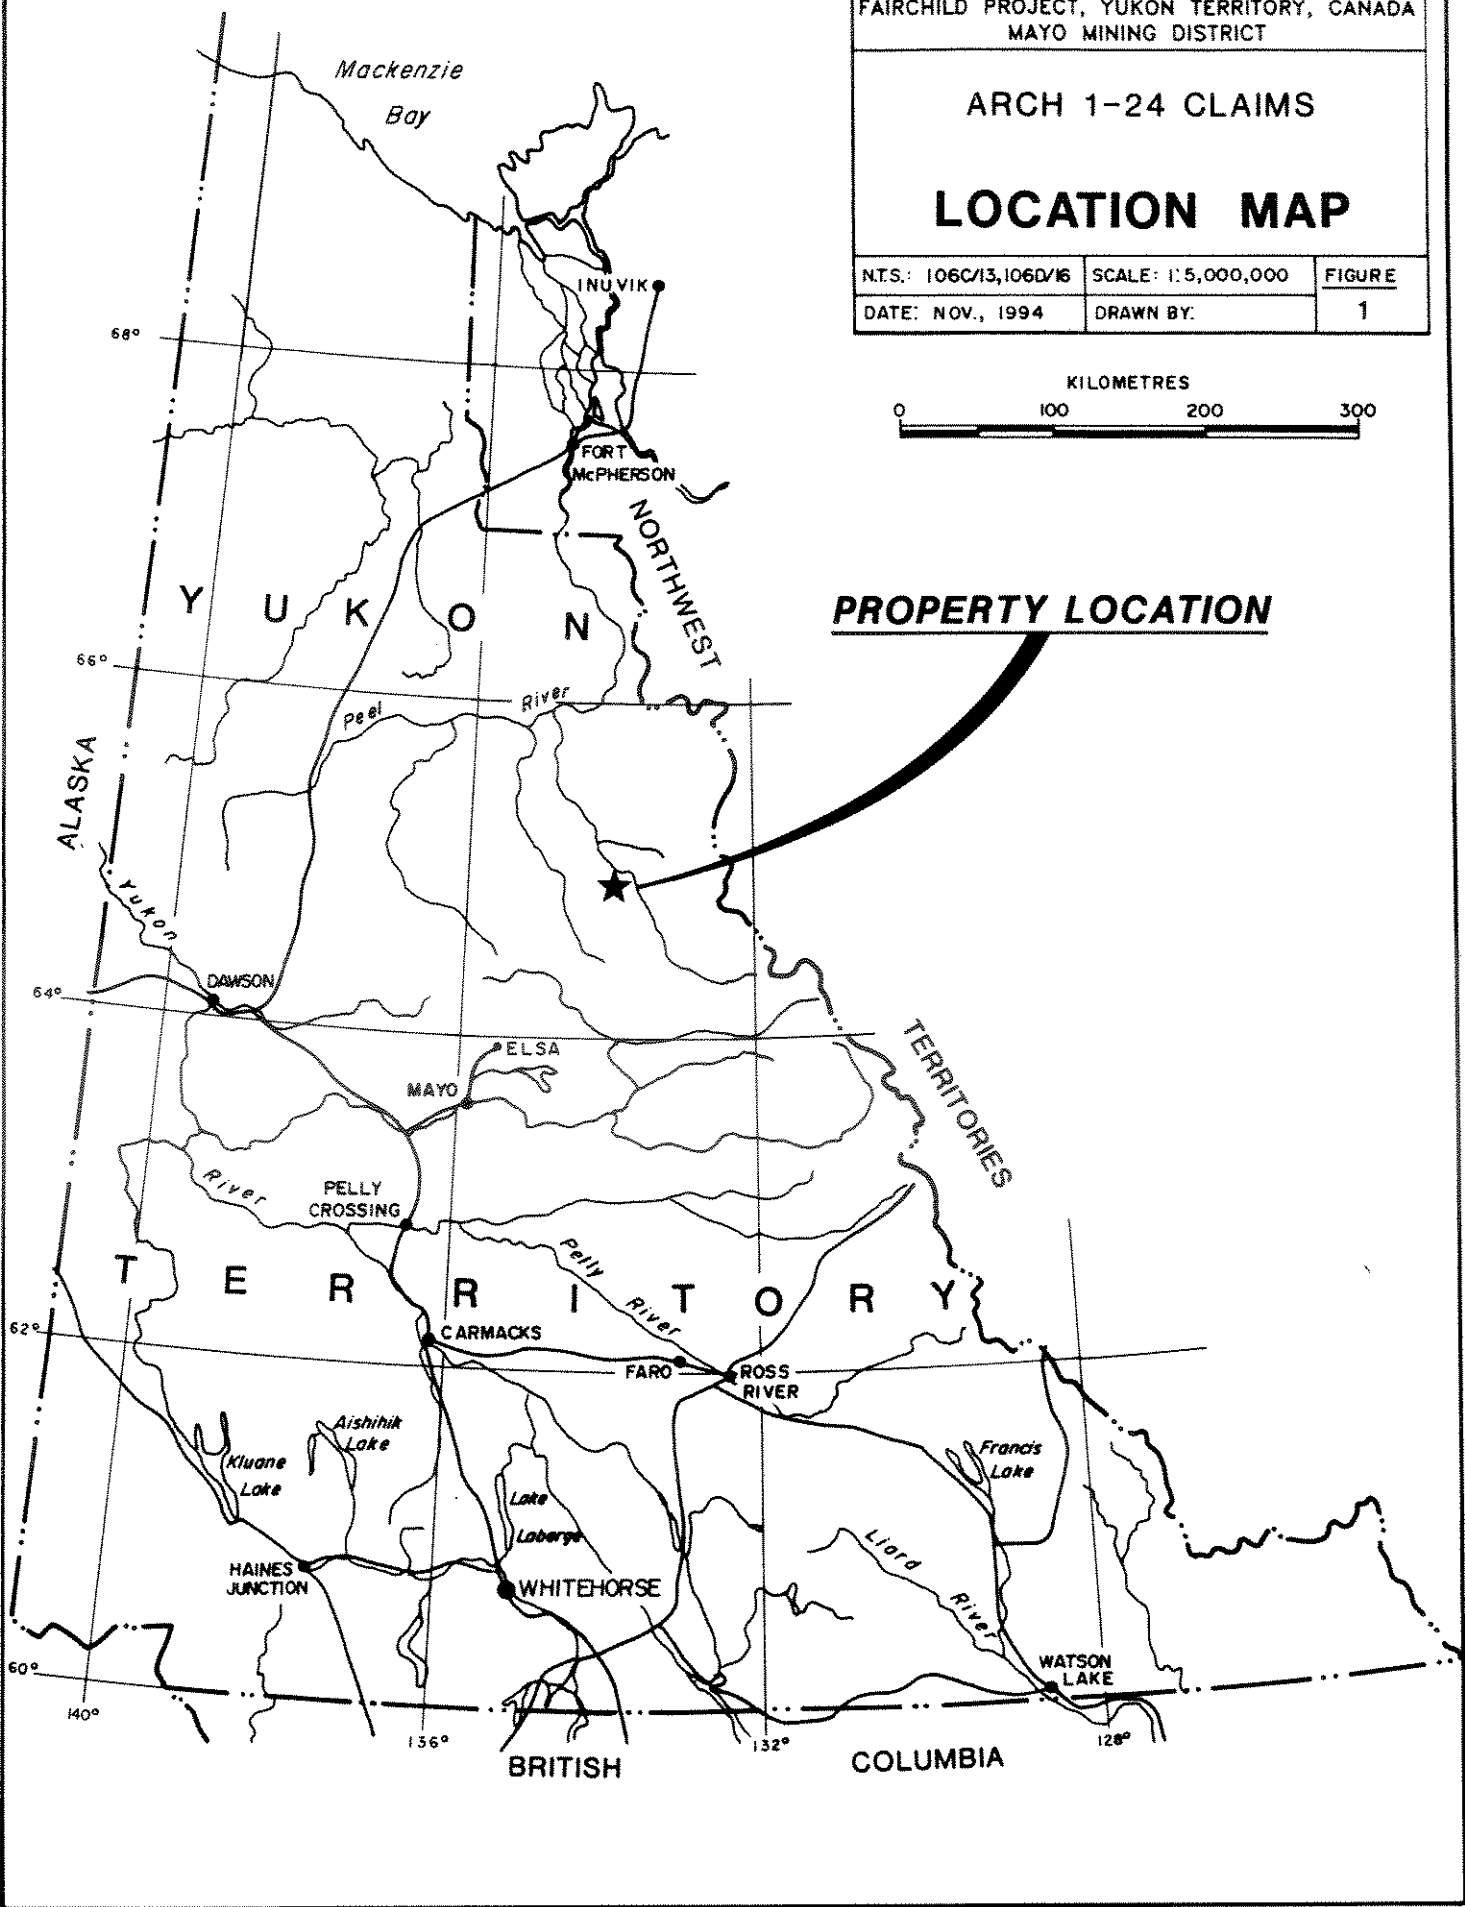 FAIRCHILD PROJECT, YUKON TERRITORY, CANADA
MAYO MINING DISTRICT
ARCH 1-24 CLAIMS
LOCATION MAP
N.T.S.: 106C/13,106D/16
SCALE: 1:5,000,000
FIGURE
1
DATE: NOV., 1994
DRAWN BY:
KILOMETRES
0 100 200 300
Mackenzie
Bay
INUVIK
68°
FORT
McPHERSON
NORTHWEST
YUKON
PROPERTY LOCATION
66°
Peel River
ALASKA
Yukon
DAWSON
64°
ELSA
MAYO
TERRITORIES
River
PELLY
CROSSING
Pelly
River
TERRITORY
62°
CARMACKS
FARO
ROSS
RIVER
Aishihik
Lake
Kluane
Lake
Francis
Lake
Lake
Laberge
Liard
River
HAINES
JUNCTION
WHITEHORSE
WATSON
LAKE
60°
140°
136°
132°
128°
BRITISH COLUMBIA